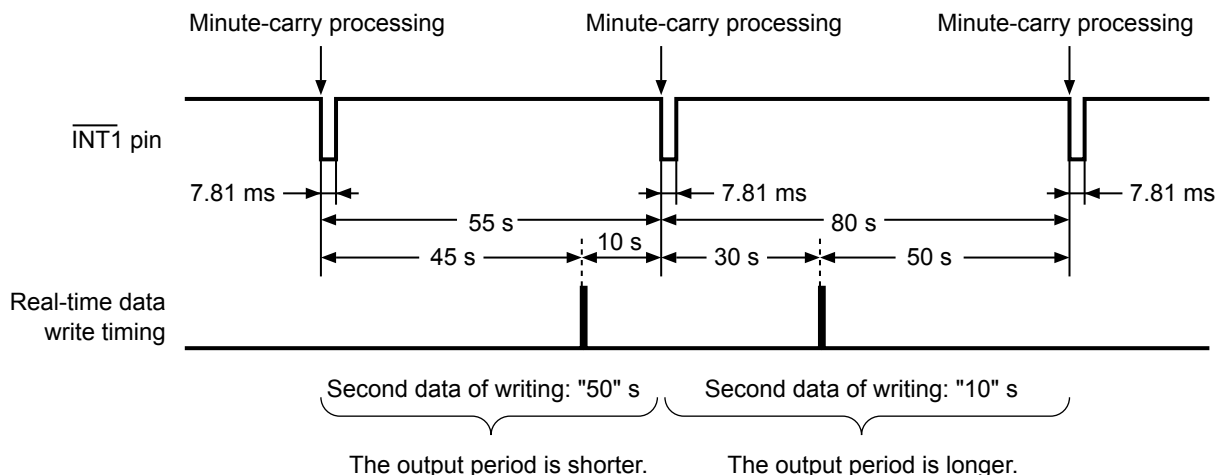 Minute-carry processing Minute-carry processing Minute-carry processing
INT1 pin
7.81 ms 7.81 ms 7.81 ms
55 s 80 s
45 s 10 s 30 s 50 s
Real-time data
write timing
Second data of writing: "50" s Second data of writing: "10" s
The output period is shorter. The output period is longer.